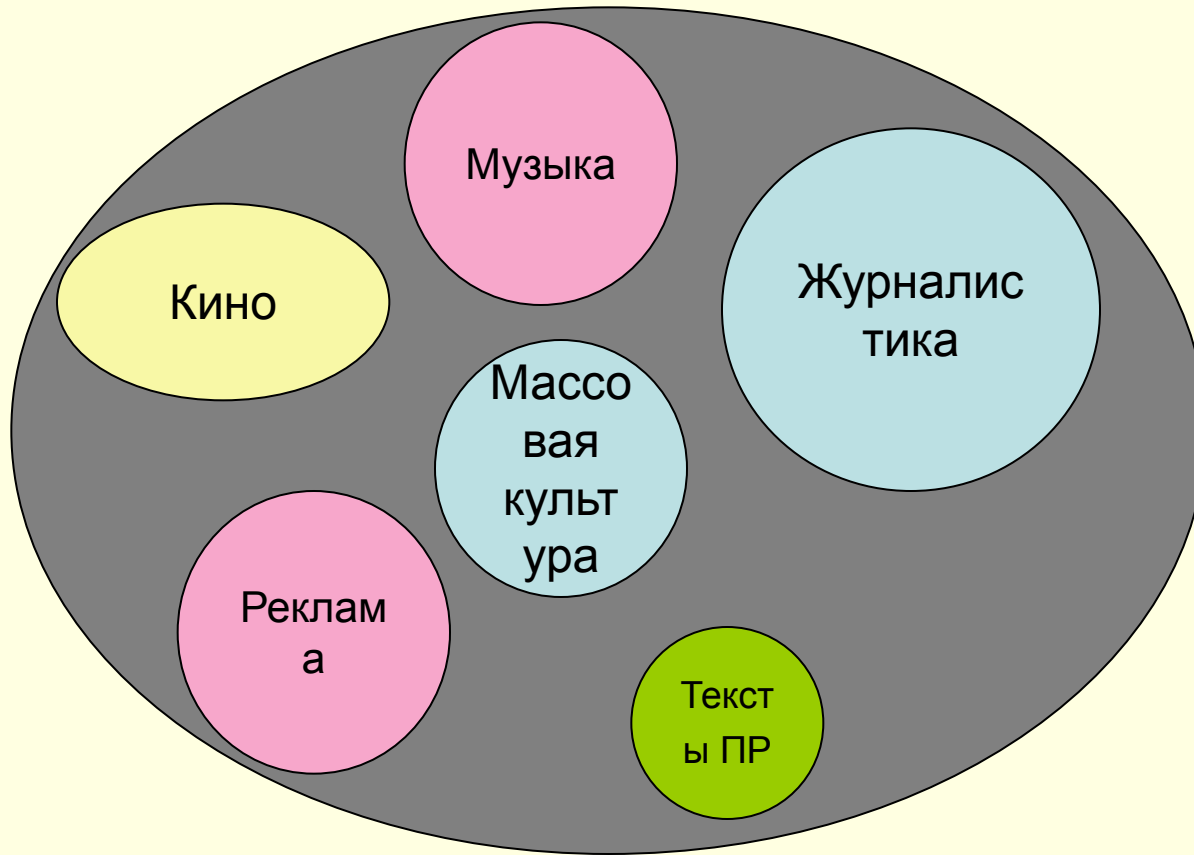 Музыка
Кино
Журналис
тика
Массо
вая
культ
ура
Реклам
а
Текст
ы ПР